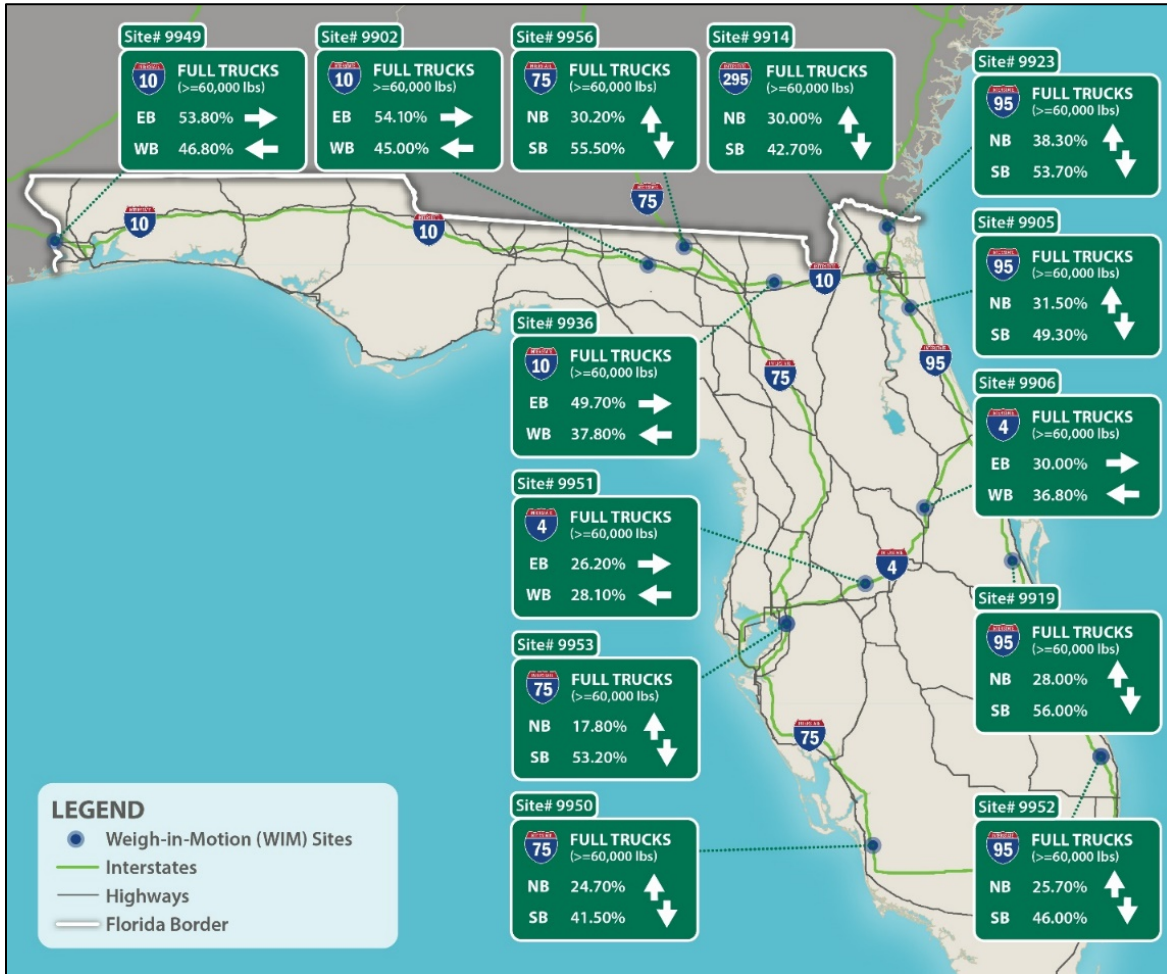 Site# 9949
INTERSTATE
10
FULL TRUCKS
(>=60,000 lbs)
EB 53.80%
WB 46.80%
Site# 9902
10
FULL TRUCKS
>=60,000 lbs)
EB 54.10%
WB 45.00%
Site# 9956
75
FULL TRUCKS
(>=60,000 lbs)
NB 30.20%
SB 55.50%
Site# 9914
295
FULL TRUCKS
(>=60,000 lbs)
NB 30.00%
SB 42.70%
Site# 9923
95
FULL TRUCKS
(>=60,000 lbs)
NB 38.30%
SB 53.70%
10
10
75
10
Site# 9905
95
FULL TRUCKS
(>=60,000 lbs)
NB 31.50%
SB 49.30%
Site# 9936
10
FULL TRUCKS
(>=60,000 lbs)
EB 49.70%
WB 37.80%
75
95
Site# 9906
4
FULL TRUCKS
(>=60,000 lbs)
EB 30.00%
WB 36.80%
Site# 9951
4
FULL TRUCKS
(>=60,000 lbs)
EB 26.20%
WB 28.10%
4
Site# 9919
95
FULL TRUCKS
(>=60,000 lbs)
NB 28.00%
SB 56.00%
Site# 9953
75
FULL TRUCKS
(>=60,000 lbs)
NB 17.80%
SB 53.20%
75
Site# 9950
75
FULL TRUCKS
(>=60,000 lbs)
NB 24.70%
SB 41.50%
Site# 9952
95
FULL TRUCKS
(>=60,000 lbs)
NB 25.70%
SB 46.00%
LEGEND
Weigh-in-Motion (WIM) Sites
Interstates
Highways
Florida Border